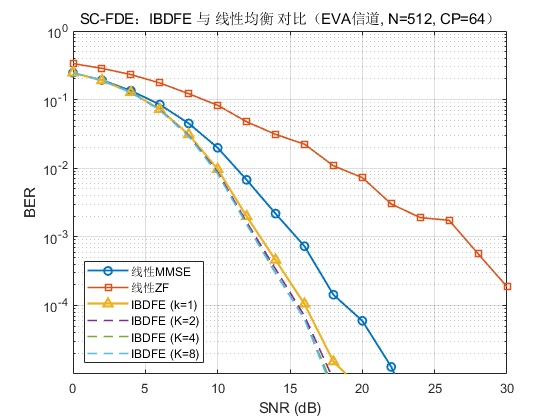 SC-FDE：IBDFE 与 线性均衡 对比（EVA信道, N=512, CP=64）
10^0
10^-1
10^-2
10^-3
10^-4
BER
线性MMSE
线性ZF
IBDFE (k=1)
IBDFE (K=2)
IBDFE (K=4)
IBDFE (K=8)
0 5 10 15 20 25 30
SNR (dB)